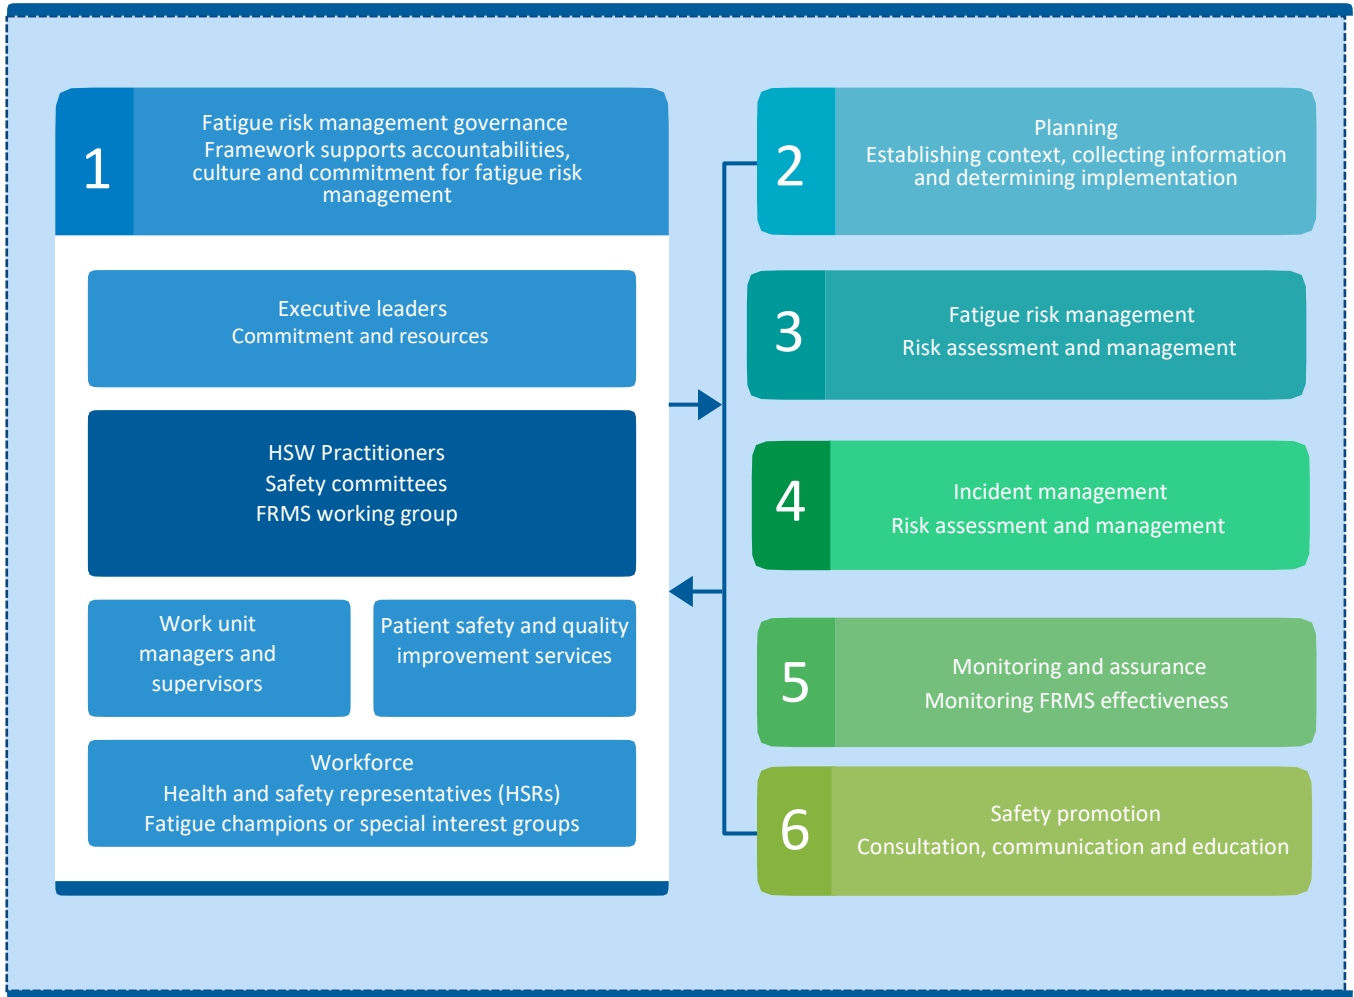 1
Fatigue risk management governance
Framework supports accountabilities,
culture and commitment for fatigue risk
management
Executive leaders
Commitment and resources
HSW Practitioners
Safety committees
FRMS working group
Work unit
managers and
supervisors
Patient safety and quality
improvement services
Workforce
Health and safety representatives (HSRs)
Fatigue champions or special interest groups
2
Planning
Establishing context, collecting information
and determining implementation
3
Fatigue risk management
Risk assessment and management
4
Incident management
Risk assessment and management
5
Monitoring and assurance
Monitoring FRMS effectiveness
6
Safety promotion
Consultation, communication and education